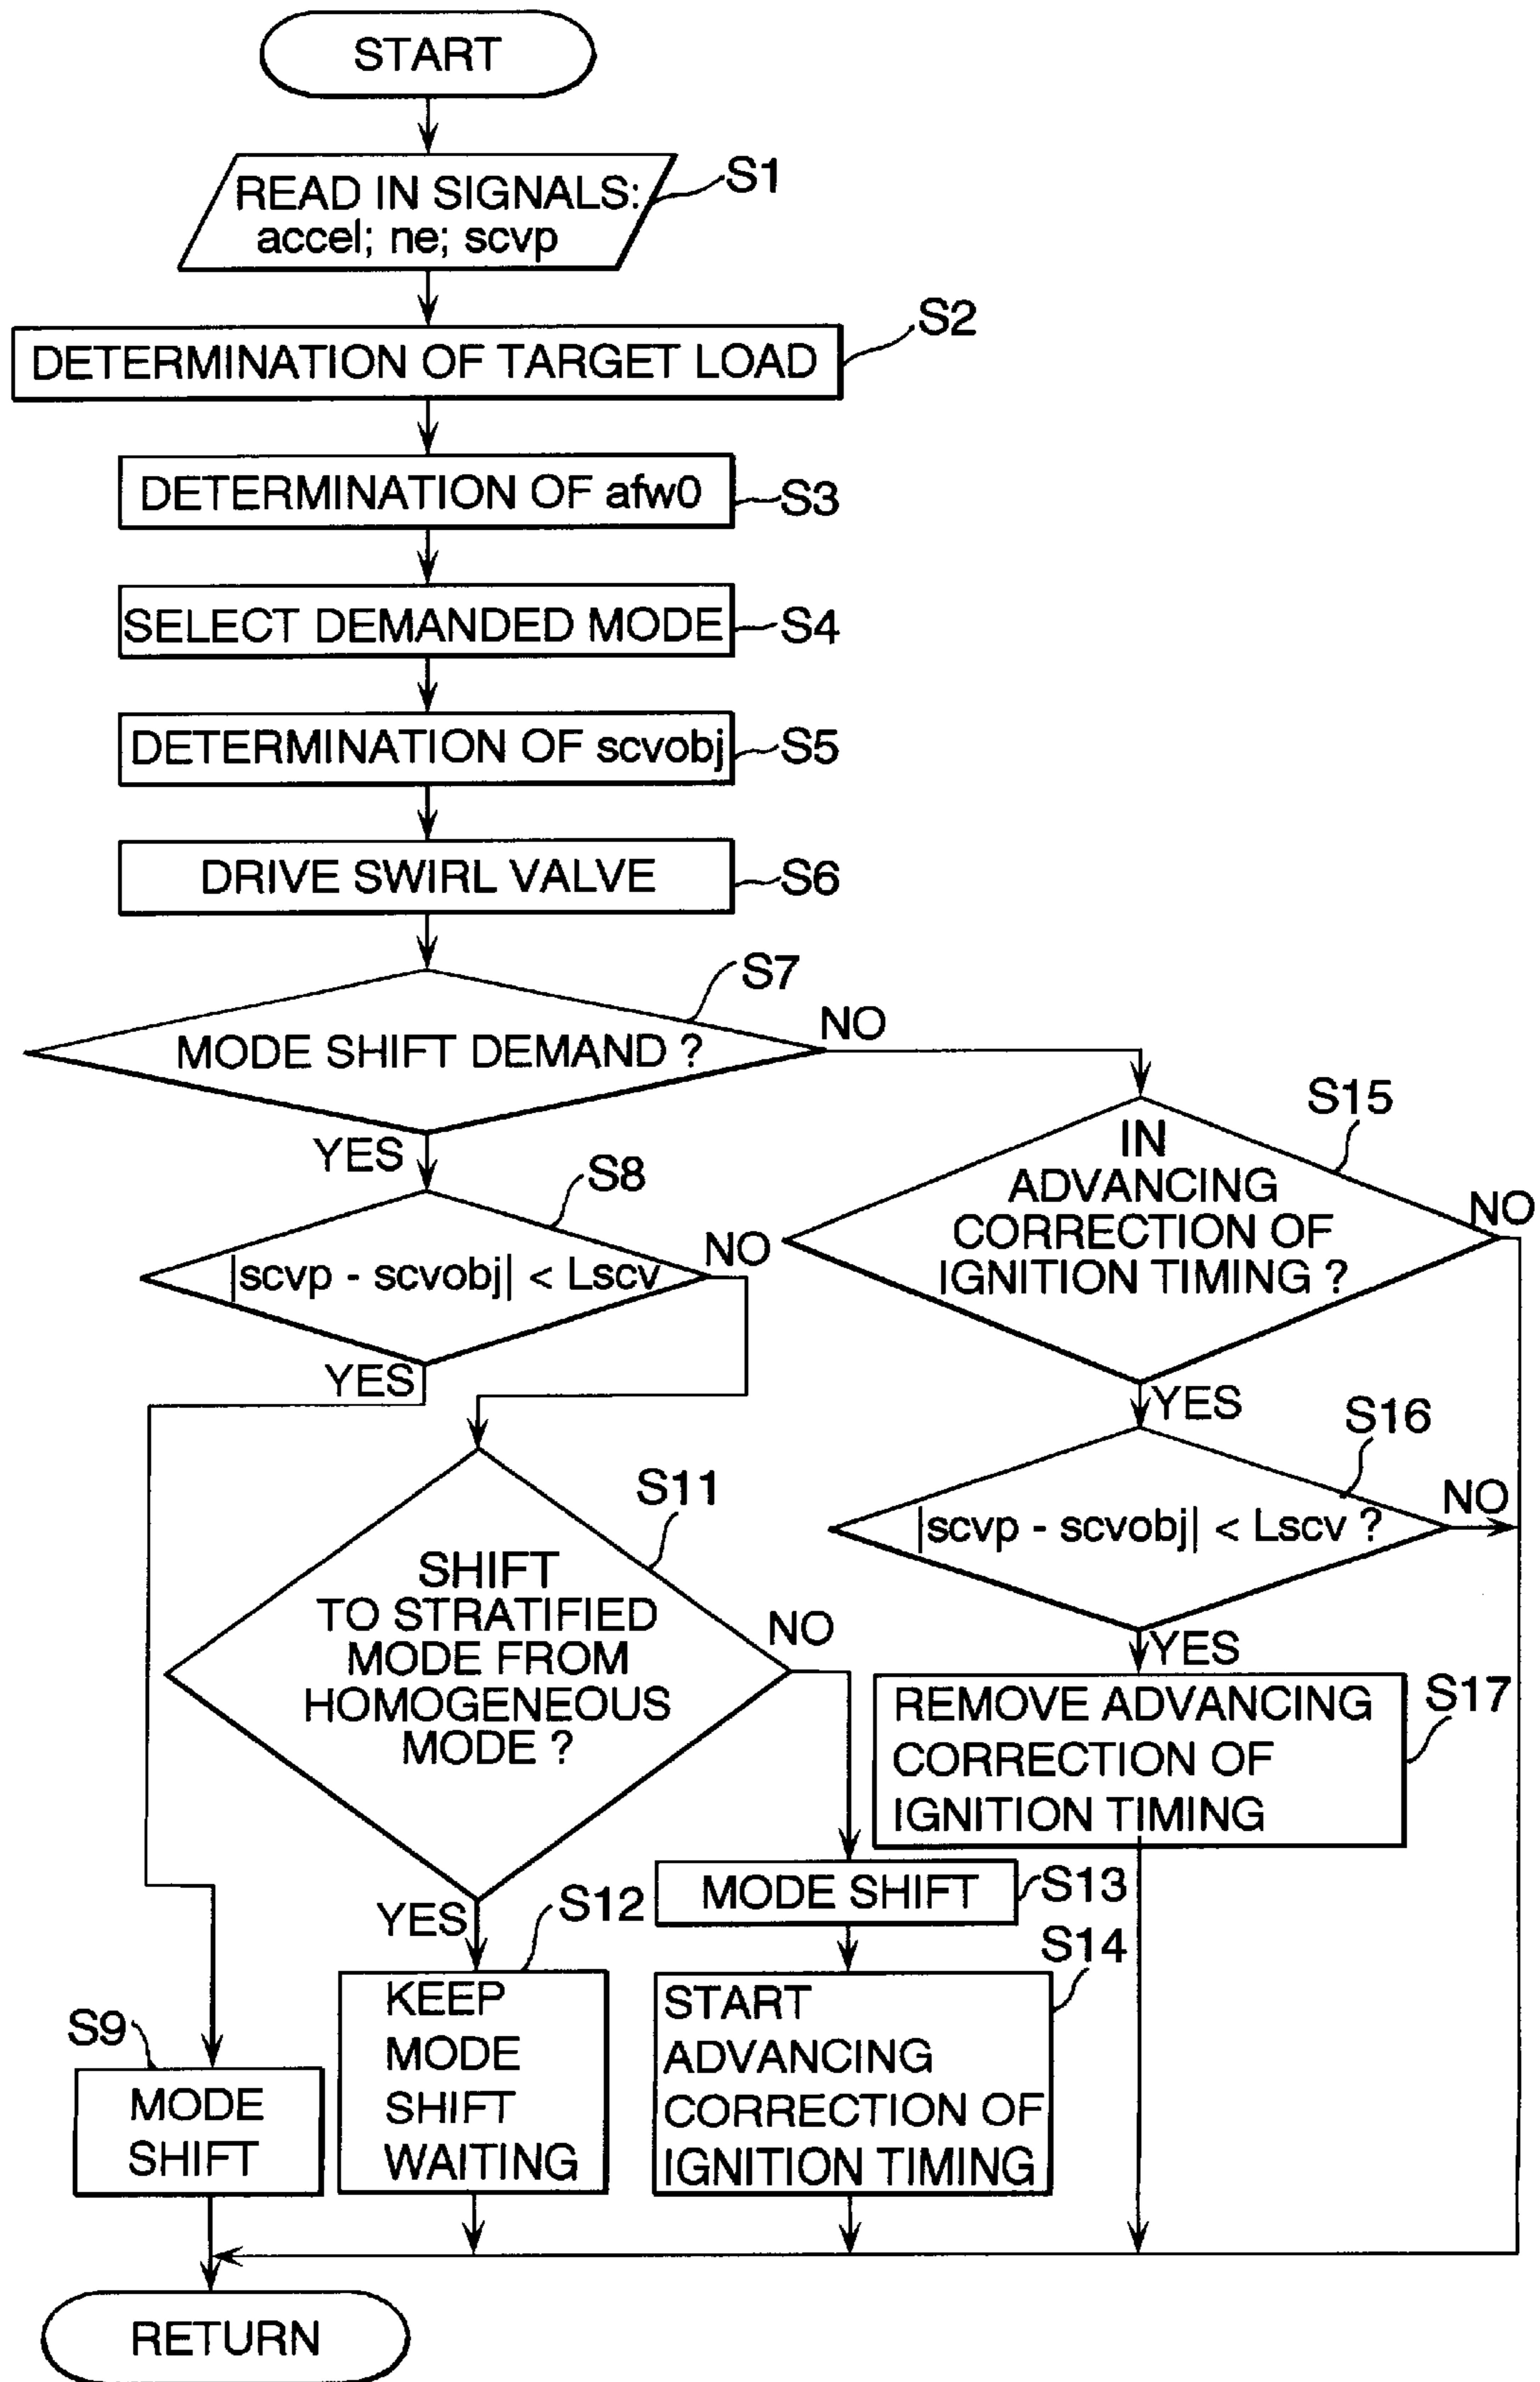 START
READ IN SIGNALS:
accel; ne; scvp
S1
DETERMINATION OF TARGET LOAD
S2
DETERMINATION OF afw0
S3
SELECT DEMANDED MODE
S4
DETERMINATION OF scvobj
S5
DRIVE SWIRL VALVE
S6
MODE SHIFT DEMAND ?
S7
NO
YES
|scvp - scvobj| < Lscv
S8
NO
YES
IN
ADVANCING
CORRECTION OF
IGNITION TIMING ?
S15
NO
YES
|scvp - scvobj| < Lscv ?
S16
NO
YES
SHIFT
TO STRATIFIED
MODE FROM
HOMOGENEOUS
MODE ?
S11
NO
YES
REMOVE ADVANCING
CORRECTION OF
IGNITION TIMING
S17
MODE SHIFT
S13
S9
MODE
SHIFT
S12
KEEP
MODE
SHIFT
WAITING
S14
START
ADVANCING
CORRECTION OF
IGNITION TIMING
RETURN